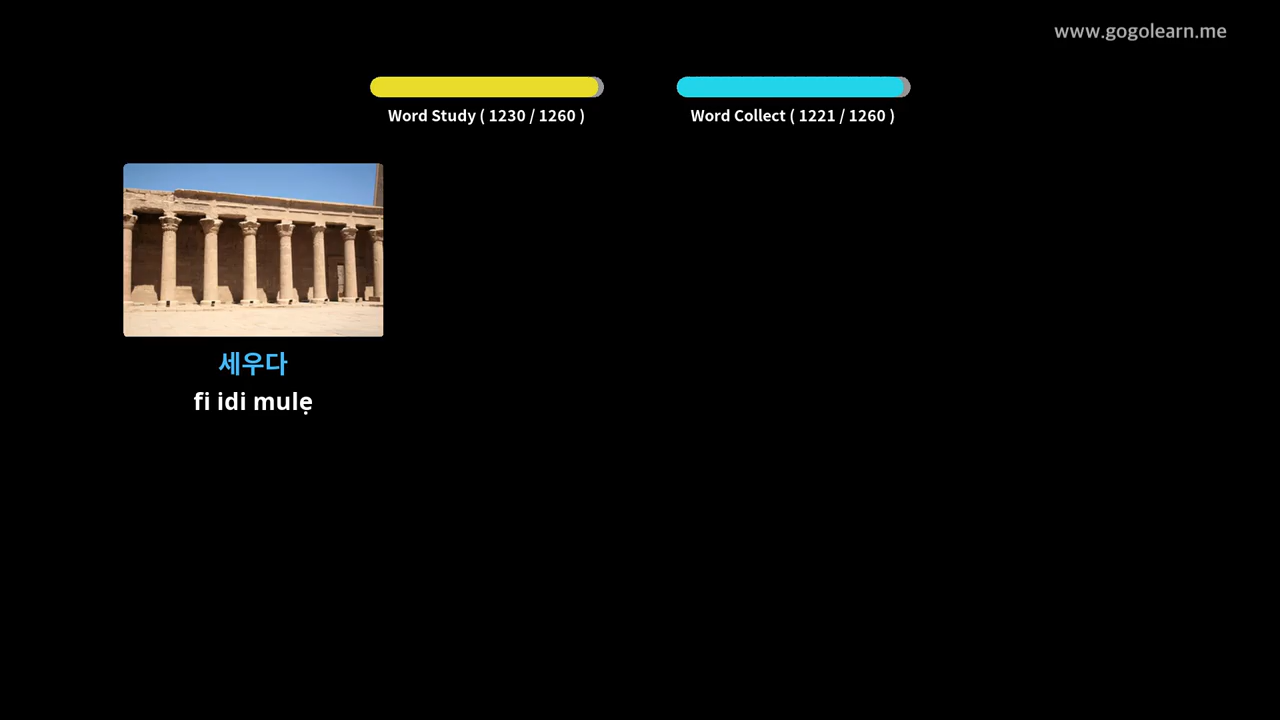 www.gogolearn.me
Word Study ( 1230 / 1260 )
Word Collect ( 1221 / 1260 )
세우다
fi idi mulẹ